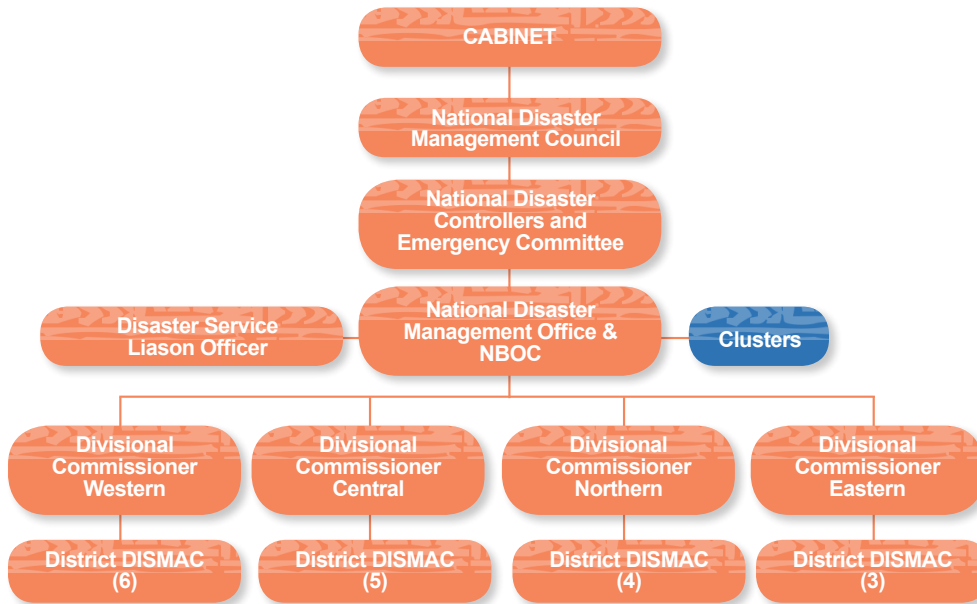 CABINET
National Disaster
Management Council
National Disaster
Controllers and
Emergency Committee
National Disaster
Management Office &
NBOC
Disaster Service
Liason Officer
Clusters
Divisional
Commissioner
Western
Divisional
Commissioner
Central
Divisional
Commissioner
Northern
Divisional
Commissioner
Eastern
District DISMAC
(6)
District DISMAC
(5)
District DISMAC
(4)
District DISMAC
(3)